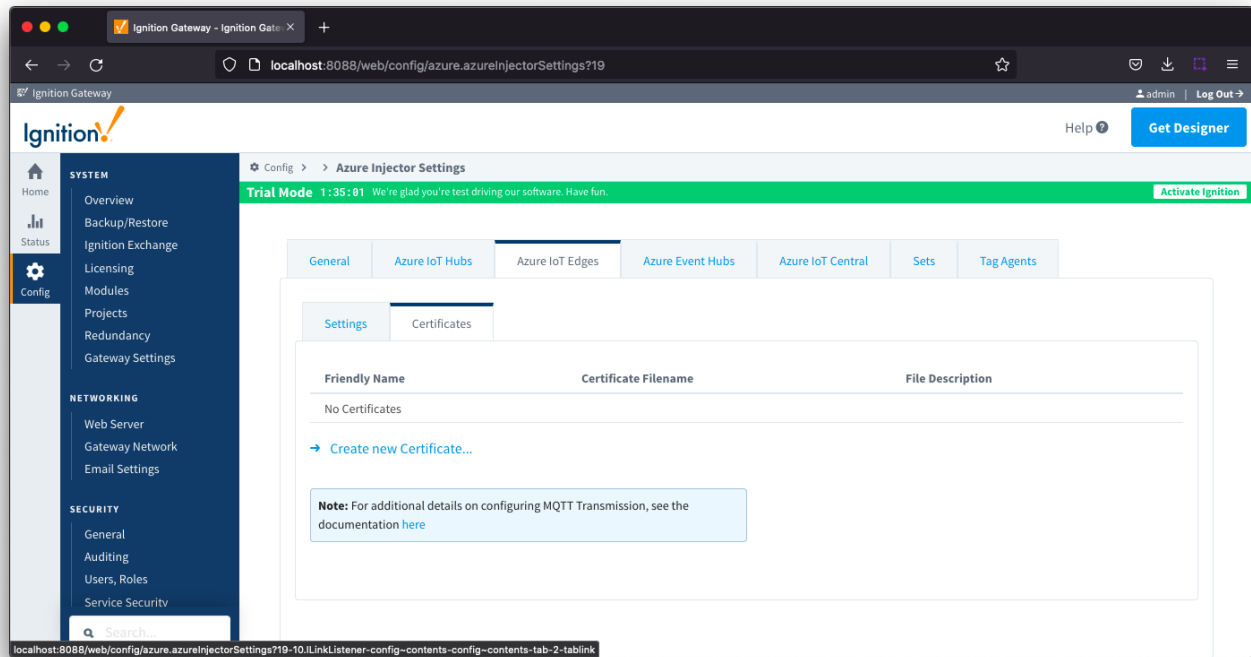 Ignition Gateway - Ignition Gate
localhost:8088/web/config/azure.azureInjectorSettings?19
Ignition Gateway
admin | Log Out
Ignition!
Help
Get Designer
Home
Status
Config
SYSTEM
Overview
Backup/Restore
Ignition Exchange
Licensing
Modules
Projects
Redundancy
Gateway Settings
NETWORKING
Web Server
Gateway Network
Email Settings
SECURITY
General
Auditing
Users, Roles
Service Security
Search...
Config > > Azure Injector Settings
Trial Mode 1:35:01 We're glad you're test driving our software. Have fun.
Activate Ignition
General
Azure IoT Hubs
Azure IoT Edges
Azure Event Hubs
Azure IoT Central
Sets
Tag Agents
Settings
Certificates
Friendly Name
Certificate Filename
File Description
No Certificates
Create new Certificate...
Note: For additional details on configuring MQTT Transmission, see the
documentation here
localhost:8088/web/config/azure.azureInjectorSettings?19-10.ILinkListener-config~contents-config~contents-tab-2-tablink